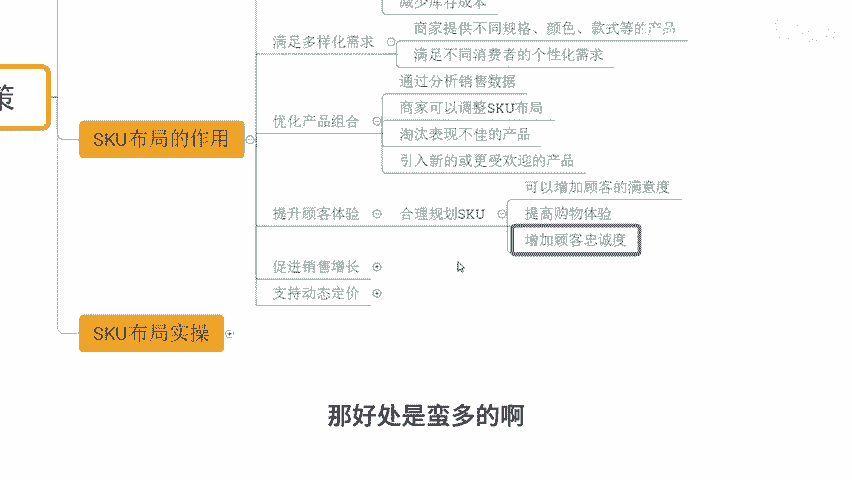 减少库存成本
商家提供不同规格、颜色、款式等的产品
满足多样化需求
满足不同消费者的个性化需求
策
通过分析销售数据
商家可以调整SKU布局
优化产品组合
SKU布局的作用
淘汰表现不佳的产品
引入新的或更受欢迎的产品
可以增加顾客的满意度
提升顾客体验
合理规划SKU
提高购物体验
增加顾客忠诚度
促进销售增长
支持动态定价
SKU布局实操
那好处是蛮多的啊